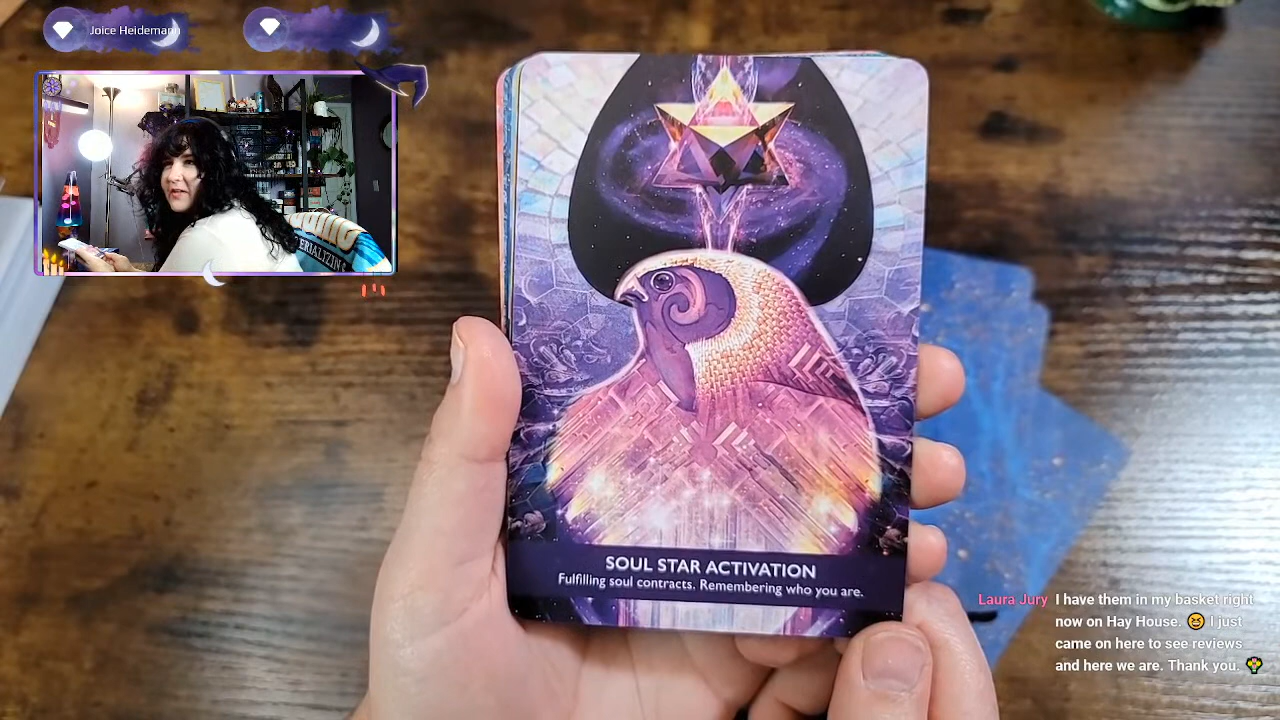 Joice Heidemann
SOUL STAR ACTIVATION
Fulfilling soul contracts. Remembering who you are.
Laura Jury I have them in my basket right
now on Hay House. 😆 I just
came on here to see reviews
and here we are. Thank you.